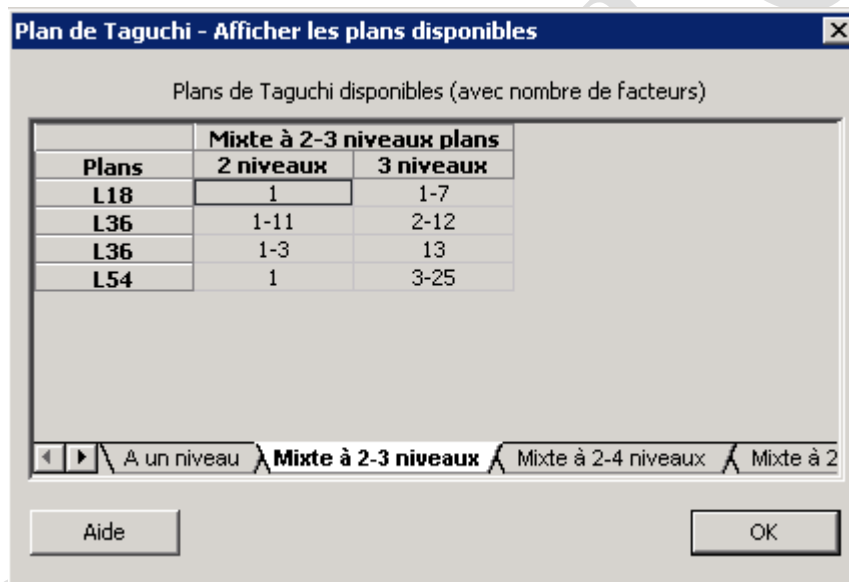 Plan de Taguchi - Afficher les plans disponibles
Plans de Taguchi disponibles (avec nombre de facteurs)
Mixte à 2-3 niveaux plans
Plans 2 niveaux 3 niveaux
L18 1 1-7
L36 1-11 2-12
L36 1-3 13
L54 1 3-25
A un niveau Mixte à 2-3 niveaux Mixte à 2-4 niveaux Mixte à 2
Aide OK